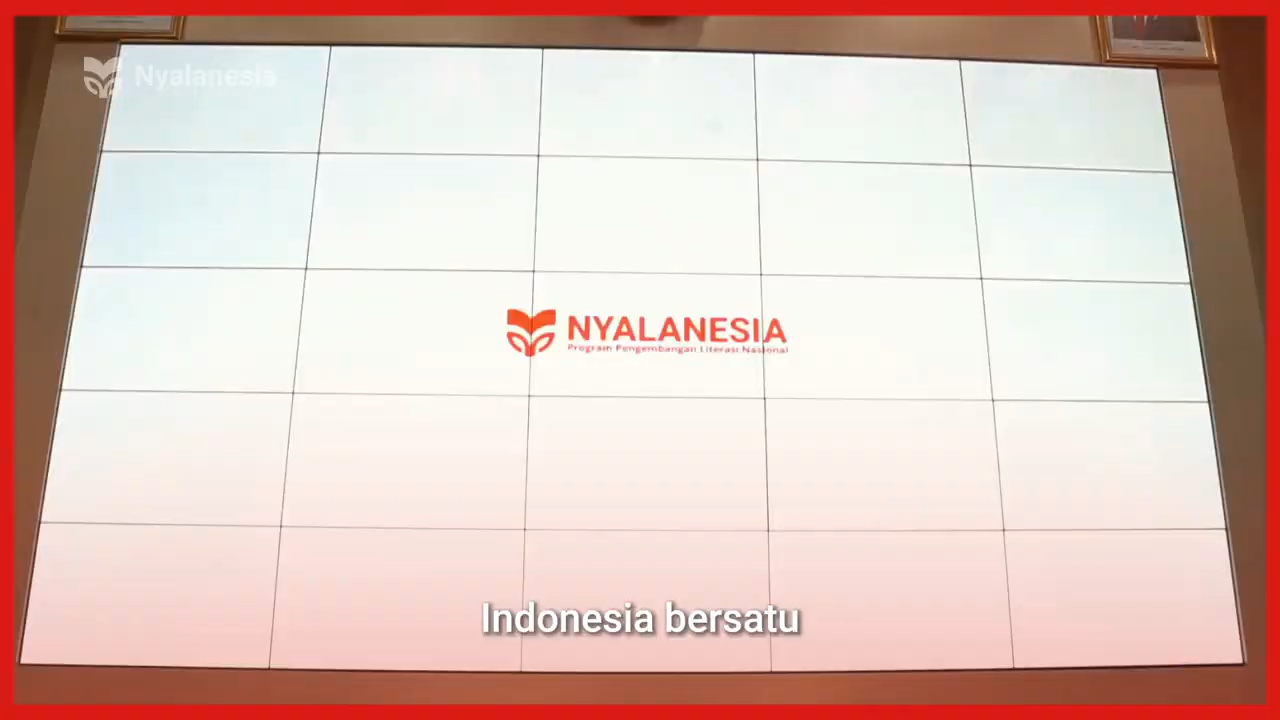 Nyalanesia
NYALANESIA
Program Pengembangan Literasi Nasional
Indonesia bersatu